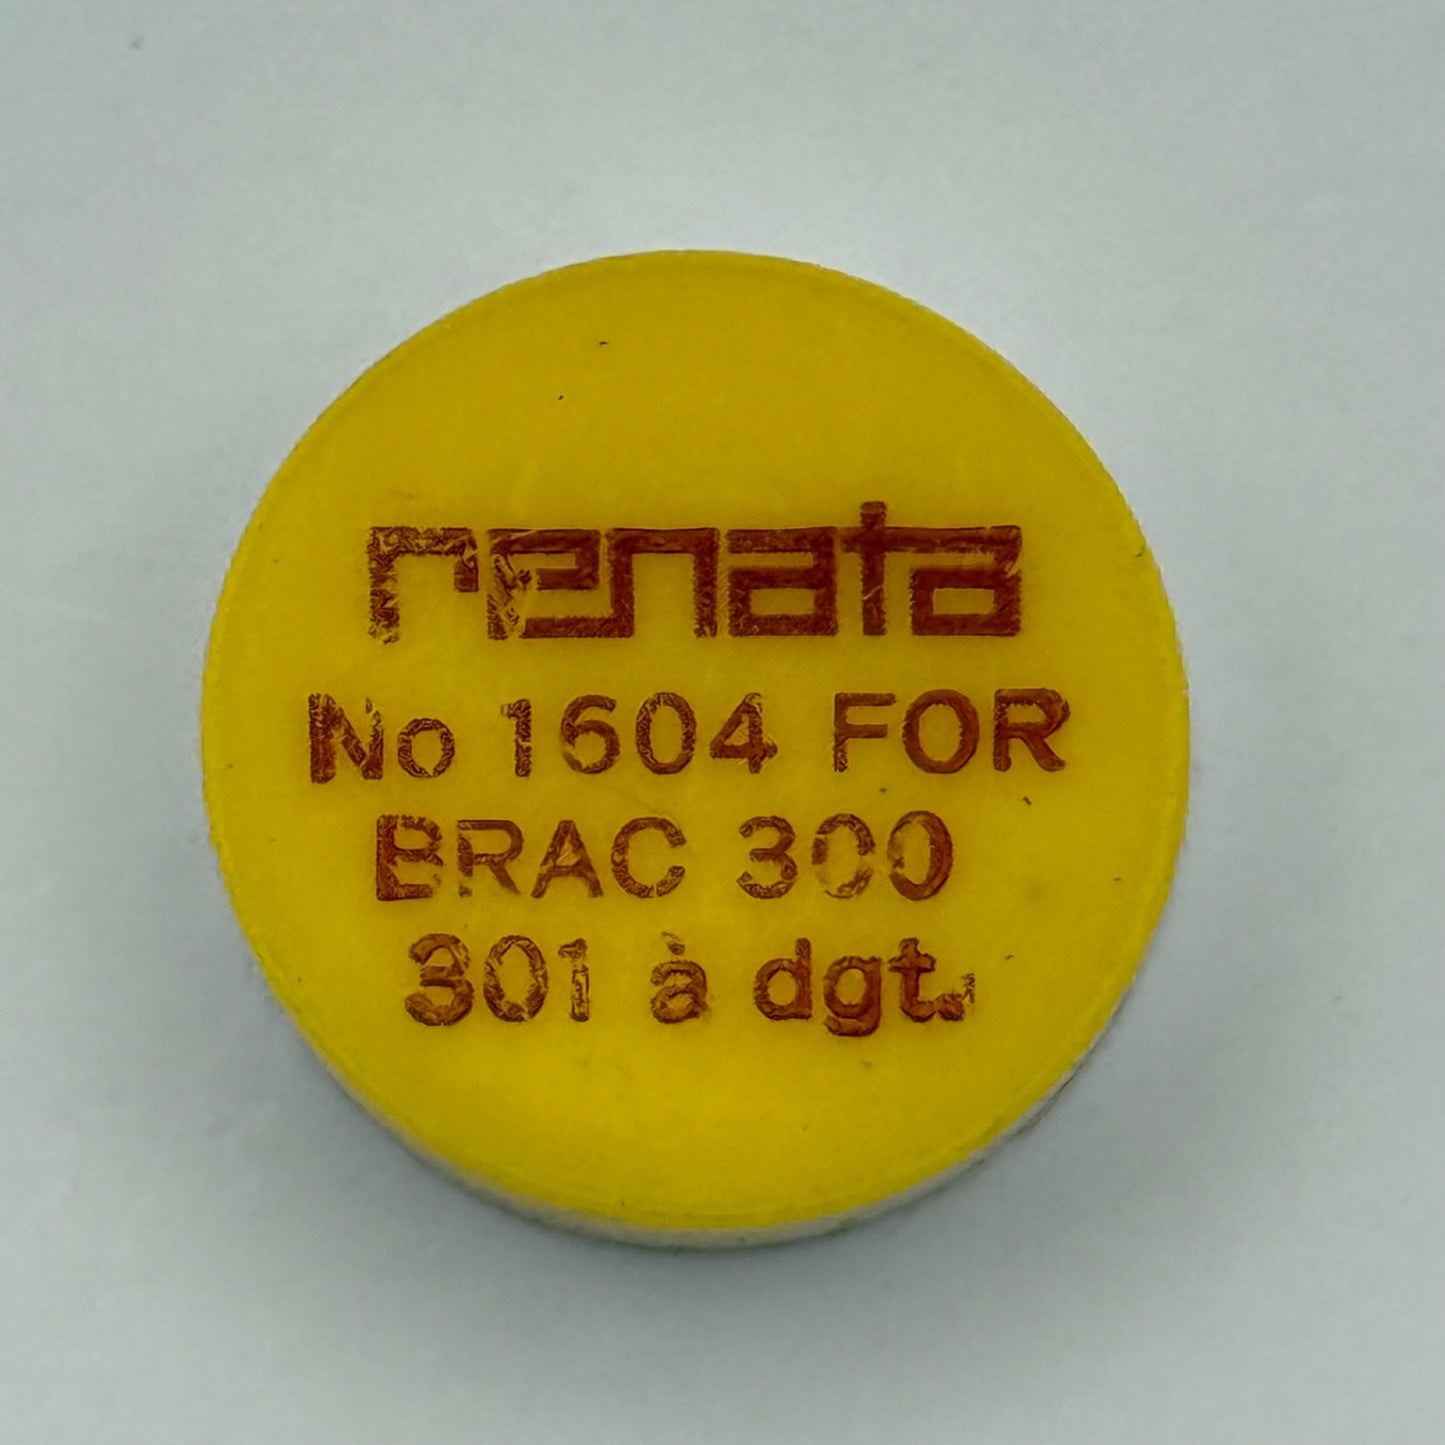 renata
No 1604 FOR
BRAC 300
301 à dgt.